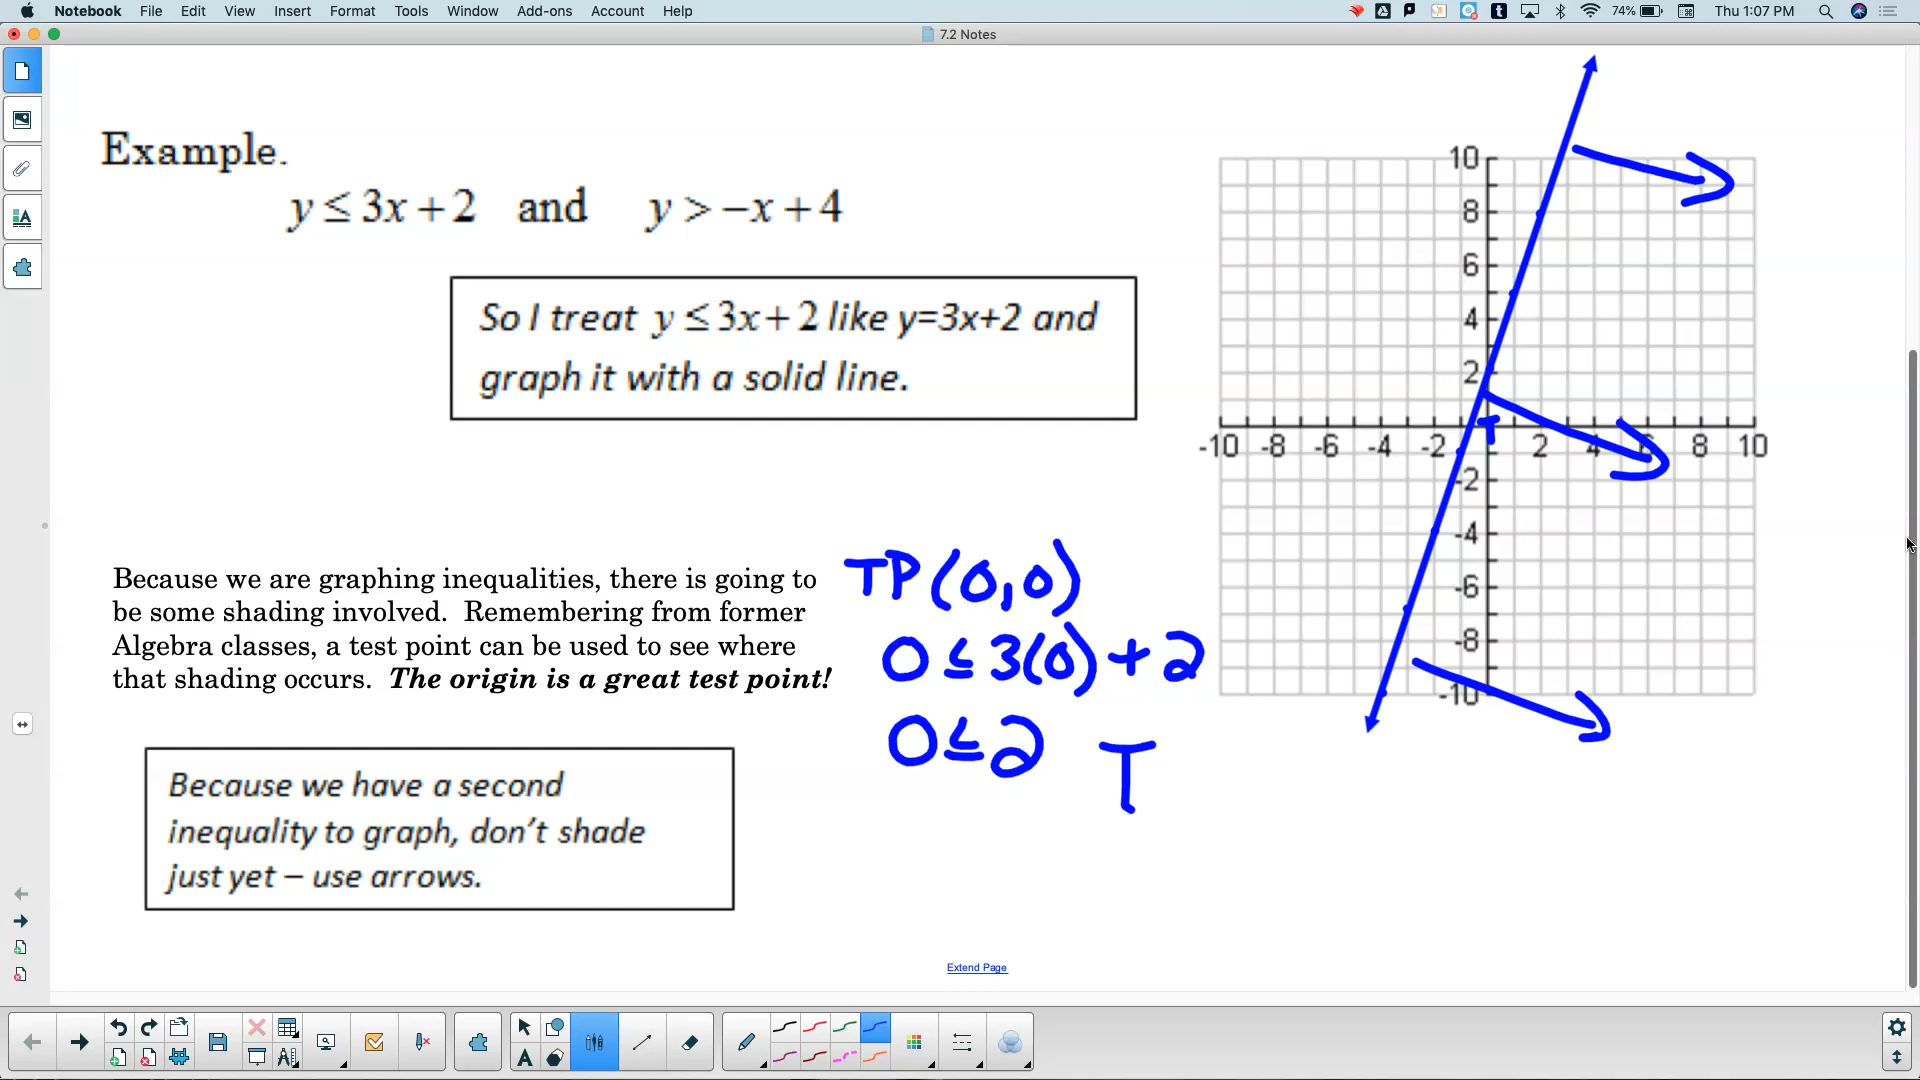 Notebook File Edit View Insert Format Tools Window Add-ons Account Help 74% Thu 1:07 PM
7.2 Notes
Example.
y ≤ 3x + 2 and y > −x + 4
So I treat y ≤ 3x + 2 like y=3x+2 and
graph it with a solid line.
10
8
6
4
2
-10 -8 -6 -4 -2 2 4 6 8 10
T
-2
-4
-6
-8
-10
Because we are graphing inequalities, there is going to
be some shading involved. Remembering from former
Algebra classes, a test point can be used to see where
that shading occurs. The origin is a great test point!
TP(0,0)
0 ≤ 3(0) + 2
0 ≤ 2 T
Because we have a second
inequality to graph, don't shade
just yet – use arrows.
Extend Page